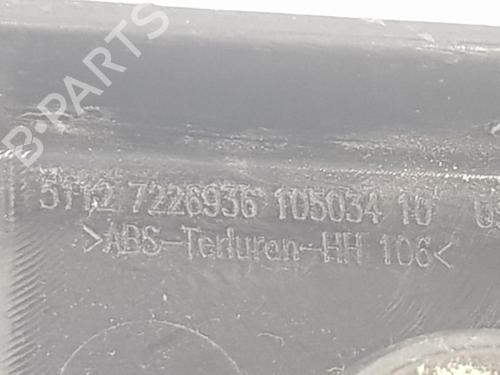 B-PARTS
5112 7226936 105034 10
>ABS-Terluran-HH 106<